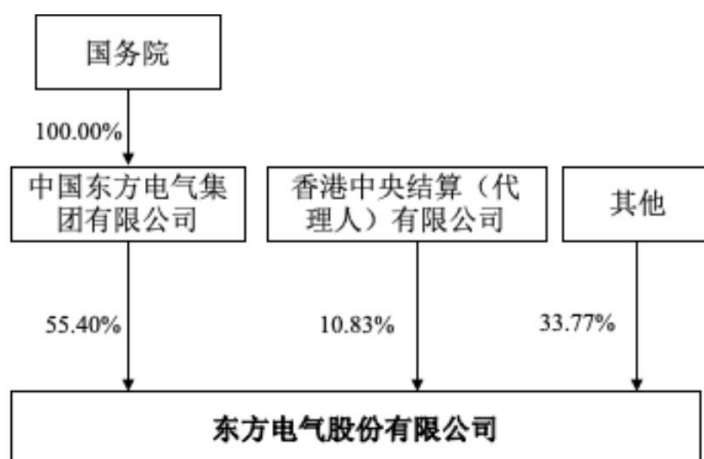 国务院
100.00%
中国东方电气集
团有限公司
香港中央结算（代
理人）有限公司
其他
55.40%
10.83%
33.77%
东方电气股份有限公司